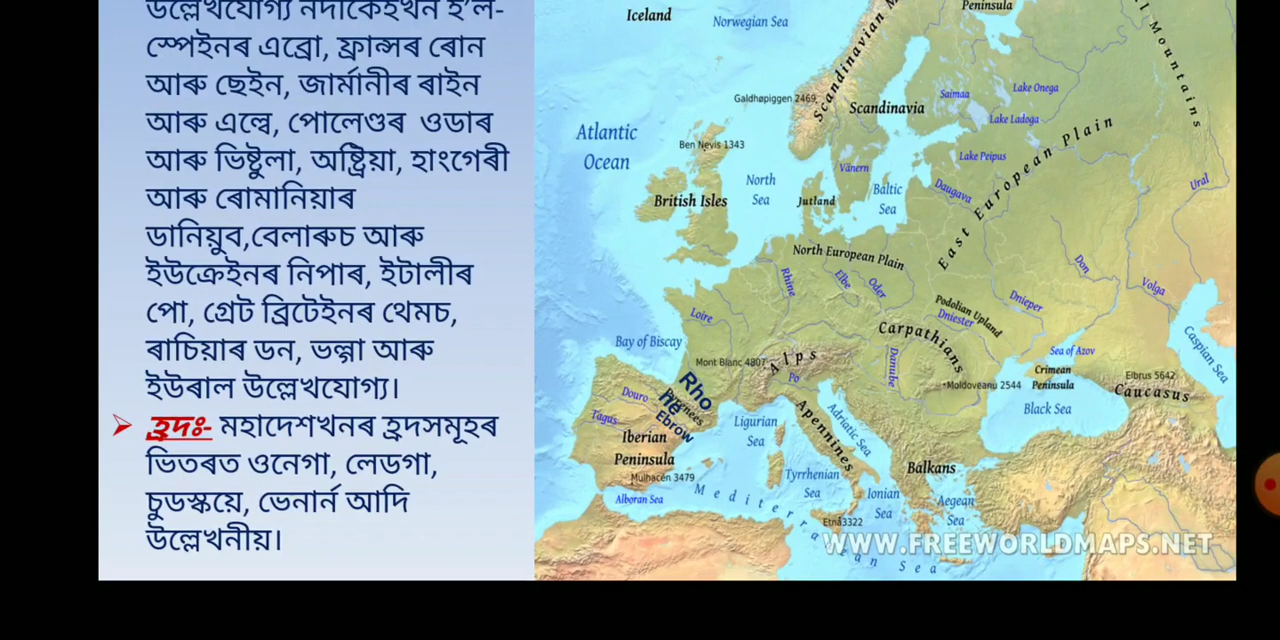 উল্লেখযোগ্য নদীকেইখন হ'ল-
স্পেইনৰ এব্ৰো, ফ্ৰান্সৰ ৰোন
আৰু ছেইন, জাৰ্মানীৰ ৰাইন
আৰু এল্বে, পোলেণ্ডৰ ওডাৰ
আৰু ভিষ্টুলা, অষ্ট্ৰিয়া, হাংগেৰী
আৰু ৰোমানিয়াৰ
ডানিয়ুব,বেলাৰুচ আৰু
ইউক্ৰেইনৰ নিপাৰ, ইটালীৰ
পো, গ্ৰেট ব্ৰিটেইনৰ থেমচ,
ৰাচিয়াৰ ডন, ভল্গা আৰু
ইউৰাল উল্লেখযোগ্য।
➢ হ্ৰদঃ- মহাদেশখনৰ হ্ৰদসমূহৰ
ভিতৰত ওনেগা, লেডগা,
চুডস্কয়ে, ভেনাৰ্ন আদি
উল্লেখনীয়।
Iceland
Norwegian Sea
Scandinavian M
Peninsula
l Mountains
Galdhøpiggen 2469
Scandinavia
Saimaa
Lake Onega
Lake Ladoga
Atlantic
Ocean
Ben Nevis 1343
North
Sea
Vänern
Baltic
Sea
Lake Peipus
Daugava
East European Plain
Ural
British Isles
Jutland
North European Plain
Rhine
Elbe
Oder
Don
Volga
Loire
Podolian Upland
Dniester
Dnieper
Carpathians
Bay of Biscay
Mont Blanc 4807
Alps
Po
Danube
Sea of Azov
Crimean
Peninsula
Caspian Sea
Elbrus 5642
Caucasus
Moldoveanu 2544
Black Sea
Rho
ne
Pyrenees
Ebrow
Douro
Tagus
Iberian
Peninsula
Mulhacén 3479
Alboran Sea
Ligurian
Sea
Apennines
Adriatic Sea
Tyrrhenian
Sea
Balkans
Ionian
Sea
Aegean
Sea
Etna3322
Mediterranean Sea
WWW.FREEWORLDMAPS.NET